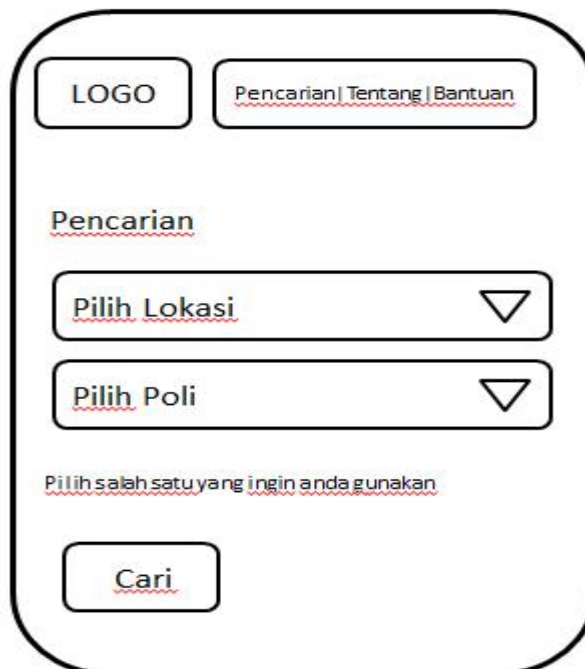 LOGO
Pencarian|Tentang|Bantuan
Pencarian
Pilih Lokasi
Pilih Poli
Pilih salah satu yang ingin anda gunakan
Cari